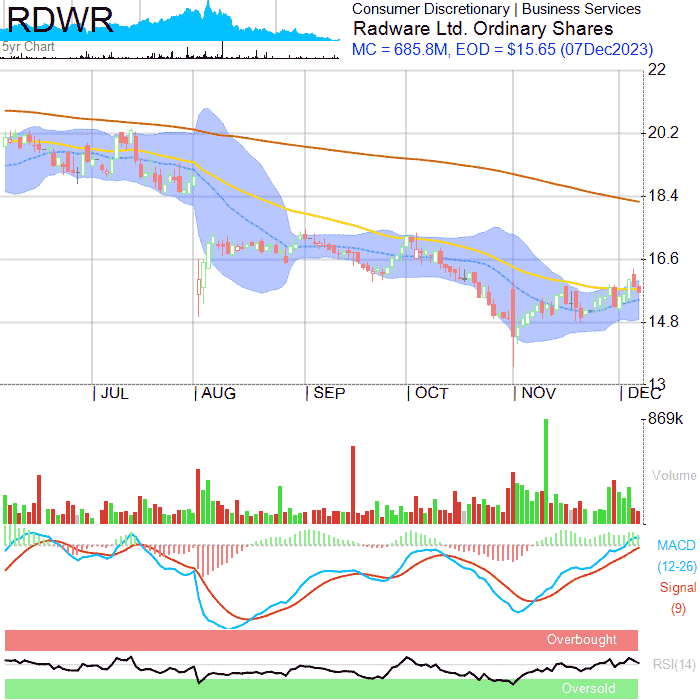 RDWR
5yr Chart
Consumer Discretionary | Business Services
Radware Ltd. Ordinary Shares
MC = 685.8M, EOD = $15.65 (07Dec2023)
22
20.2
18.4
16.6
14.8
13
JUL
AUG
SEP
OCT
NOV
DEC
869k
Volume
MACD
(12-26)
Signal
(9)
Overbought
RSI(14)
Oversold